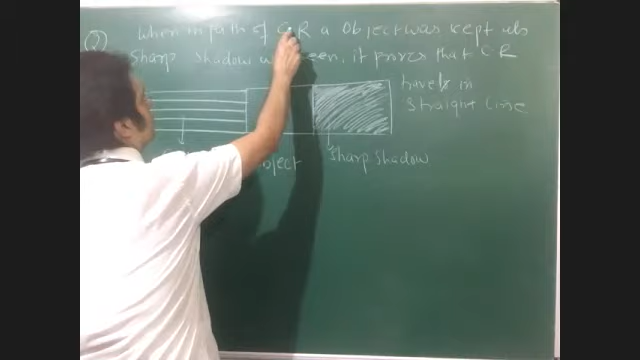 (2) When in path of C.R a Object was kept
Sharp Shadow seen, it proves that C R
travels in
straight line
object Sharp Shadow